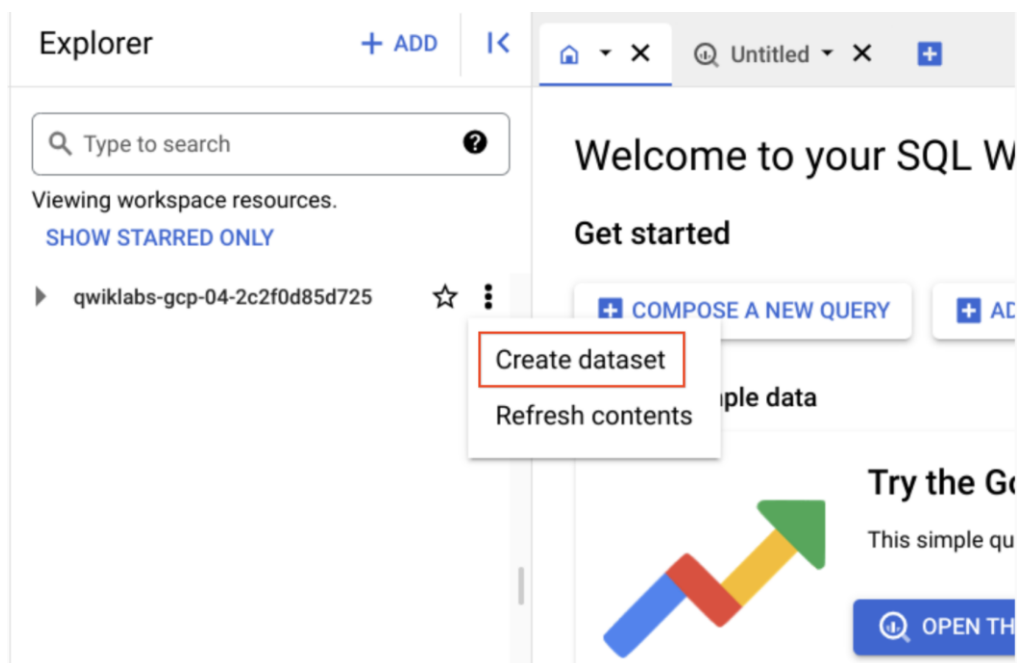 Explorer
+ ADD
Untitled
Type to search
Viewing workspace resources.
SHOW STARRED ONLY
qwiklabs-gcp-04-2c2f0d85d725
Create dataset
Refresh contents
Welcome to your SQL W
Get started
COMPOSE A NEW QUERY
AD
ple data
Try the Go
This simple qu
OPEN TH